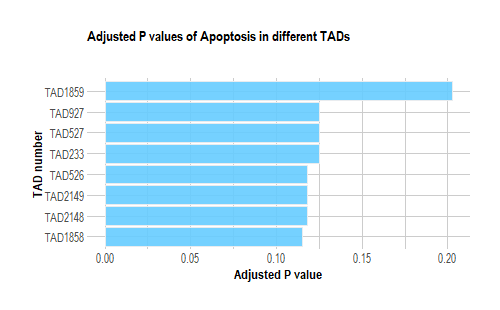 Adjusted P values of Apoptosis in different TADs
TAD number
TAD1859
TAD927
TAD527
TAD233
TAD526
TAD2149
TAD2148
TAD1858
0.00 0.05 0.10 0.15 0.20
Adjusted P value